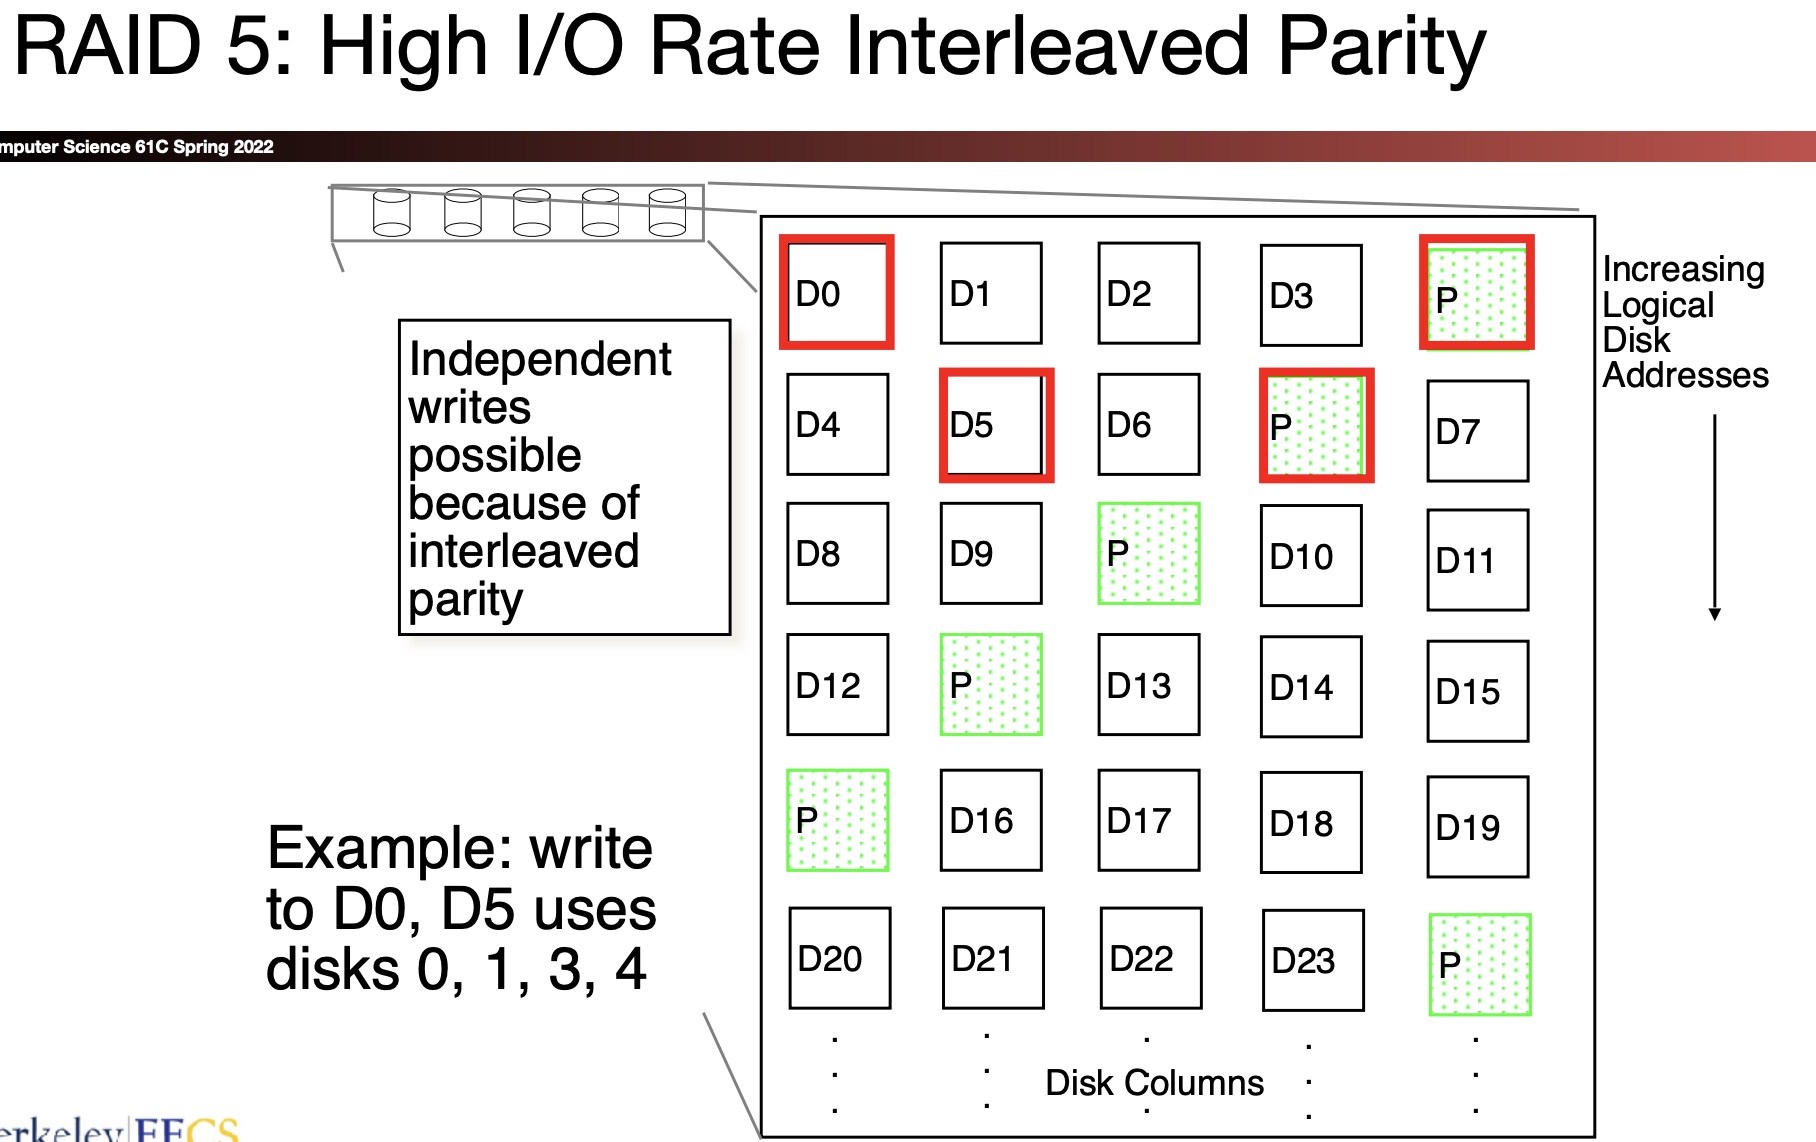 RAID 5: High I/O Rate Interleaved Parity
mputer Science 61C Spring 2022
Independent
writes
possible
because of
interleaved
parity
Example: write
to D0, D5 uses
disks 0, 1, 3, 4
D0 D1 D2 D3 P
D4 D5 D6 P D7
D8 D9 P D10 D11
D12 P D13 D14 D15
P D16 D17 D18 D19
D20 D21 D22 D23 P
Disk Columns
Increasing
Logical
Disk
Addresses
erkeley EECS